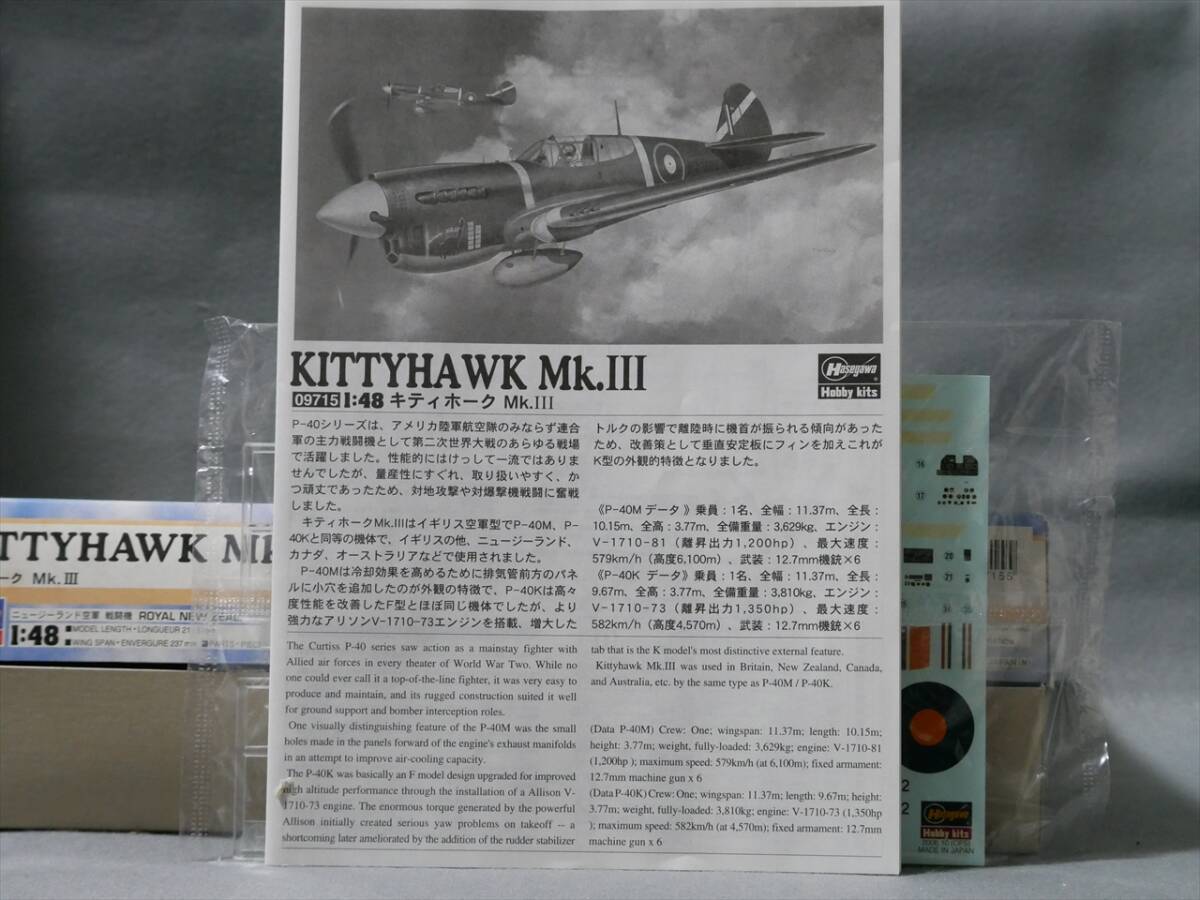 KITTYHAWK Mk.III
09715 1:48 キティホーク Mk.III
Hasegawa
Hobby kits
P-40シリーズは、アメリカ陸軍航空隊のみならず連合
軍の主力戦闘機として第二次世界大戦のあらゆる戦場
で活躍しました。性能的にはけっして一流ではありま
せんでしたが、量産性にすぐれ、取り扱いやすく、か
つ頑丈であったため、対地攻撃や対爆撃機戦闘に奮戦
しました。
キティホークMk.IIIはイギリス空軍型でP-40M、P-
40Kと同等の機体で、イギリスの他、ニュージーランド、
カナダ、オーストラリアなどで使用されました。
P-40Mは冷却効果を高めるために排気管前方のパネ
ルに小穴を追加したのが外観の特徴で、P-40Kは高々
度性能を改善したF型とほぼ同じ機体でしたが、より
強力なアリソンV-1710-73エンジンを搭載、増大した
トルクの影響で離陸時に機首が振られる傾向があった
ため、改善策として垂直安定板にフィンを加えこれが
K型の外観的特徴となりました。
《P-40Mデータ》乗員：1名、全幅：11.37m、全長：
10.15m、全高：3.77m、全備重量：3,629kg、エンジン：
V-1710-81（離昇出力1,200hp）、最大速度：
579km/h（高度6,100m）、武装：12.7mm機銃×6
《P-40K データ》乗員：1名、全幅：11.37m、全長：
9.67m、全高：3.77m、全備重量：3,810kg、エンジン：
V-1710-73（離昇出力1,350hp）、最大速度：
582km/h（高度4,570m）、武装：12.7mm機銃×6
The Curtiss P-40 series saw action as a mainstay fighter with
Allied air forces in every theater of World War Two. While no
one could ever call it a top-of-the-line fighter, it was very easy to
produce and maintain, and its rugged construction suited it well
for ground support and bomber interception roles.
One visually distinguishing feature of the P-40M was the small
holes made in the panels forward of the engine's exhaust manifolds
in an attempt to improve air-cooling capacity.
The P-40K was basically an F model design upgraded for improved
high altitude performance through the installation of a Allison V-
1710-73 engine. The enormous torque generated by the powerful
Allison initially created serious yaw problems on takeoff -- a
shortcoming later ameliorated by the addition of the rudder stabilizer
tab that is the K model's most distinctive external feature.
Kittyhawk Mk.III was used in Britain, New Zealand, Canada,
and Australia, etc. by the same type as P-40M / P-40K.
(Data P-40M) Crew: One; wingspan: 11.37m; length: 10.15m;
height: 3.77m; weight, fully-loaded: 3,629kg; engine: V-1710-81
(1,200hp ); maximum speed: 579km/h (at 6,100m); fixed armament:
12.7mm machine gun x 6
(Data P-40K) Crew: One; wingspan: 11.37m; length: 9.67m; height:
3.77m; weight, fully-loaded: 3,810kg; engine: V-1710-73 (1,350hp
); maximum speed: 582km/h (at 4,570m); fixed armament: 12.7mm
machine gun x 6
TTYHAWK Mk
ーク Mk.III
ニュージーランド空軍 戦闘機 ROYAL NEW ZEAL
1:48
■MODEL LENGTH・LONGUEUR 21
■WING SPAN・ENVERGURE 237mm
16
17
20
21
2
2
Hasegawa
Hobby kits
MADE IN JAPAN
155